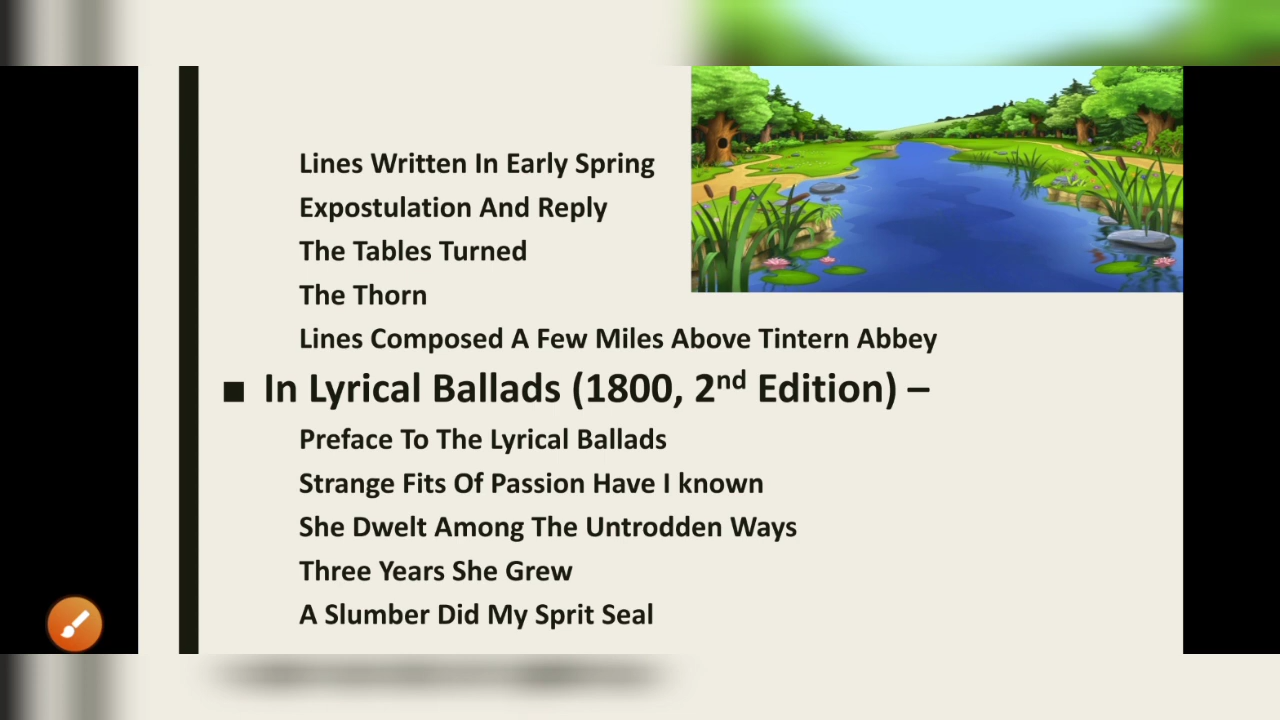 Lines Written In Early Spring
Expostulation And Reply
The Tables Turned
The Thorn
Lines Composed A Few Miles Above Tintern Abbey
■ In Lyrical Ballads (1800, 2nd Edition) –
Preface To The Lyrical Ballads
Strange Fits Of Passion Have I known
She Dwelt Among The Untrodden Ways
Three Years She Grew
A Slumber Did My Sprit Seal